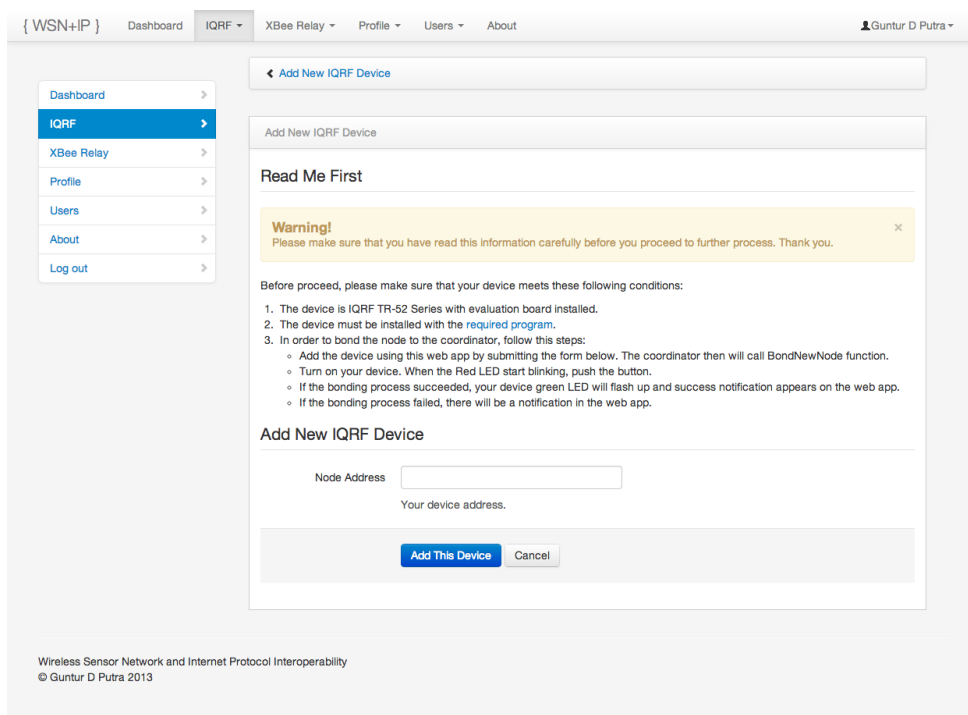 { WSN+IP } Dashboard IQRF XBee Relay Profile Users About Guntur D Putra
Add New IQRF Device
Dashboard
IQRF
XBee Relay
Profile
Users
About
Log out
Add New IQRF Device
Read Me First
Warning!
Please make sure that you have read this information carefully before you proceed to further process. Thank you.
Before proceed, please make sure that your device meets these following conditions:
1. The device is IQRF TR-52 Series with evaluation board installed.
2. The device must be installed with the required program.
3. In order to bond the node to the coordinator, follow this steps:
Add the device using this web app by submitting the form below. The coordinator then will call BondNewNode function.
Turn on your device. When the Red LED start blinking, push the button.
If the bonding process succeeded, your device green LED will flash up and success notification appears on the web app.
If the bonding process failed, there will be a notification in the web app.
Add New IQRF Device
Node Address
Your device address.
Add This Device Cancel
Wireless Sensor Network and Internet Protocol Interoperability
© Guntur D Putra 2013